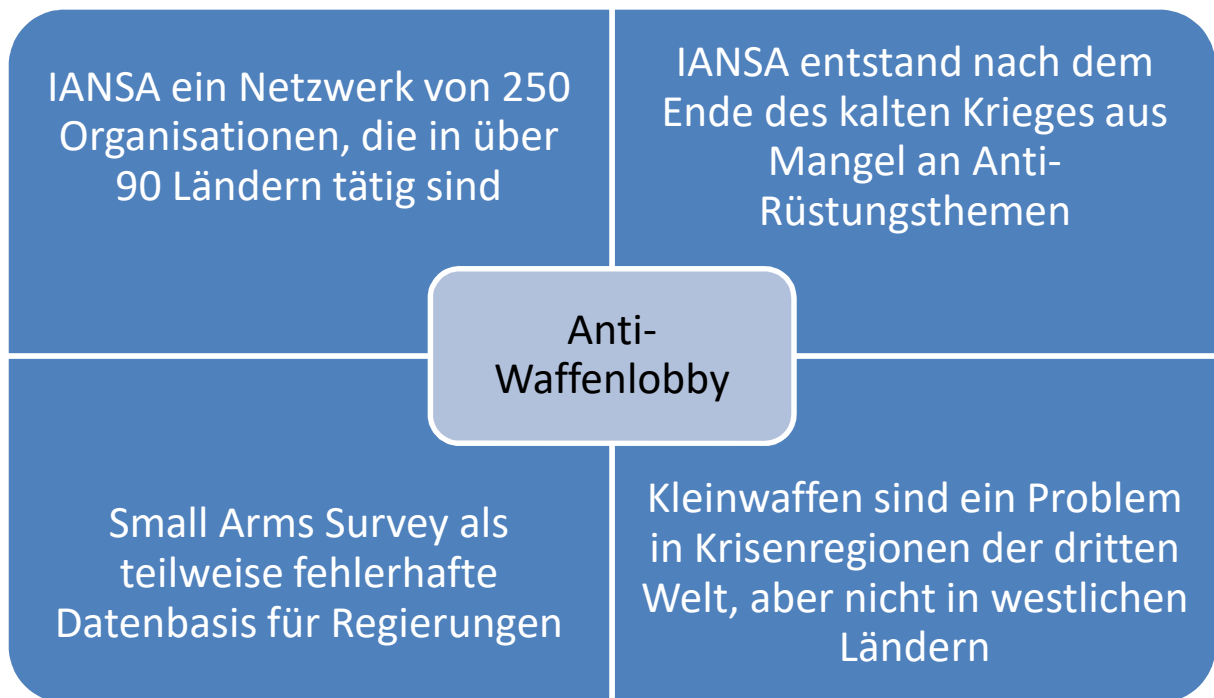 IANSA ein Netzwerk von 250
Organisationen, die in über
90 Ländern tätig sind
IANSA entstand nach dem
Ende des kalten Krieges aus
Mangel an Anti-
Rüstungsthemen
Anti-
Waffenlobby
Small Arms Survey als
teilweise fehlerhafte
Datenbasis für Regierungen
Kleinwaffen sind ein Problem
in Krisenregionen der dritten
Welt, aber nicht in westlichen
Ländern